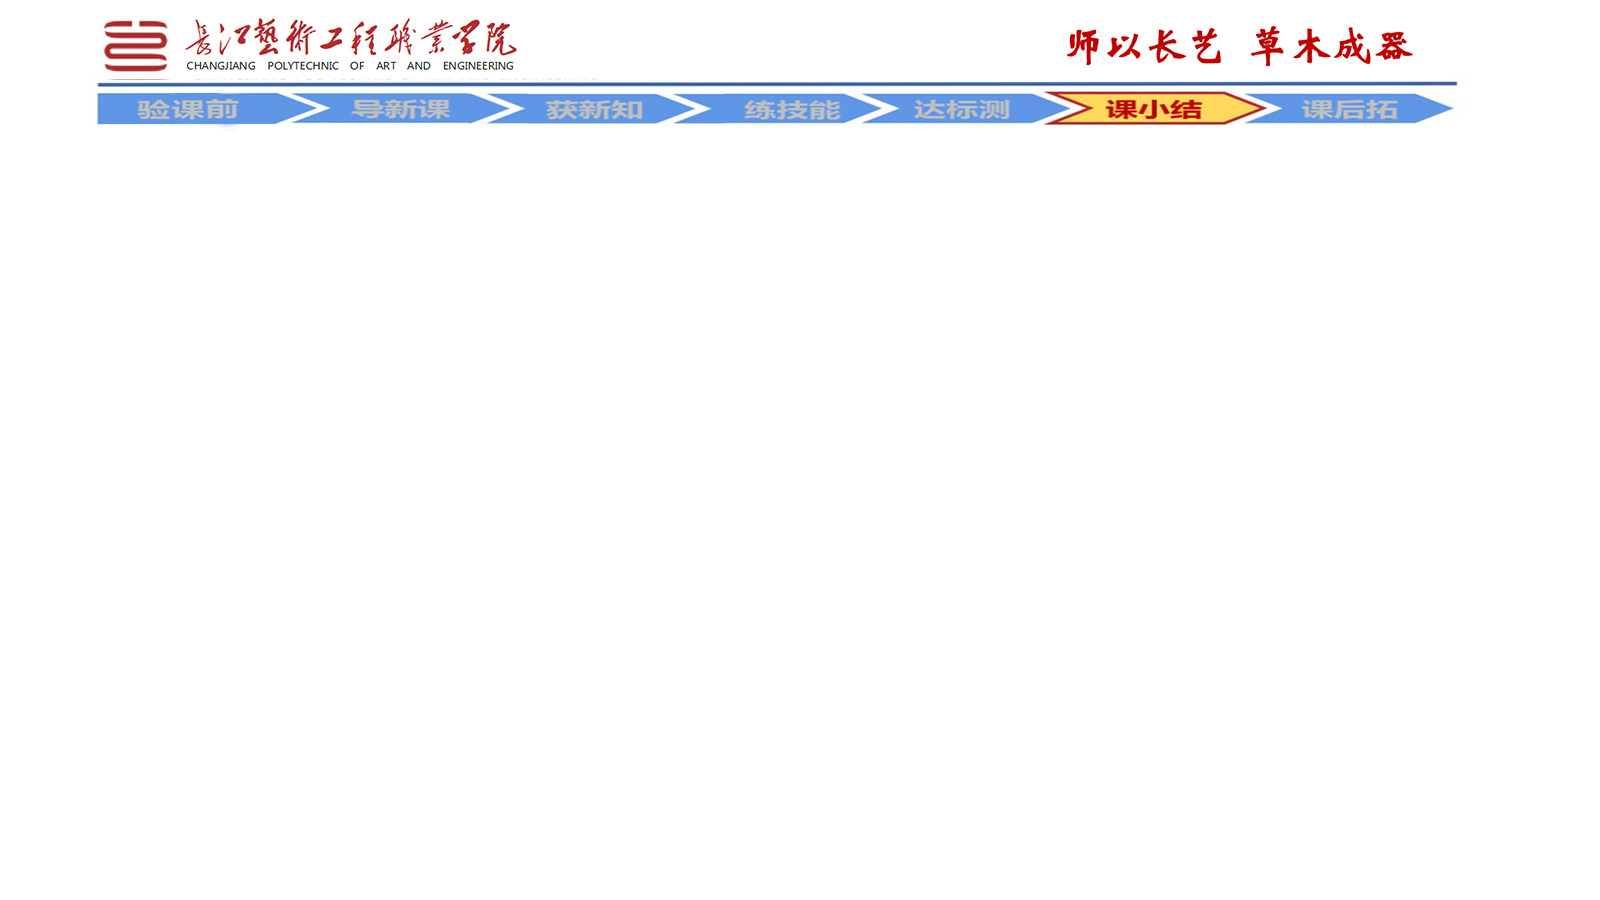 長江藝術工程職業学院
CHANGJIANG POLYTECHNIC OF ART AND ENGINEERING
师以长艺 草木成器
验课前 导新课 获新知 练技能 达标测 课小结 课后拓